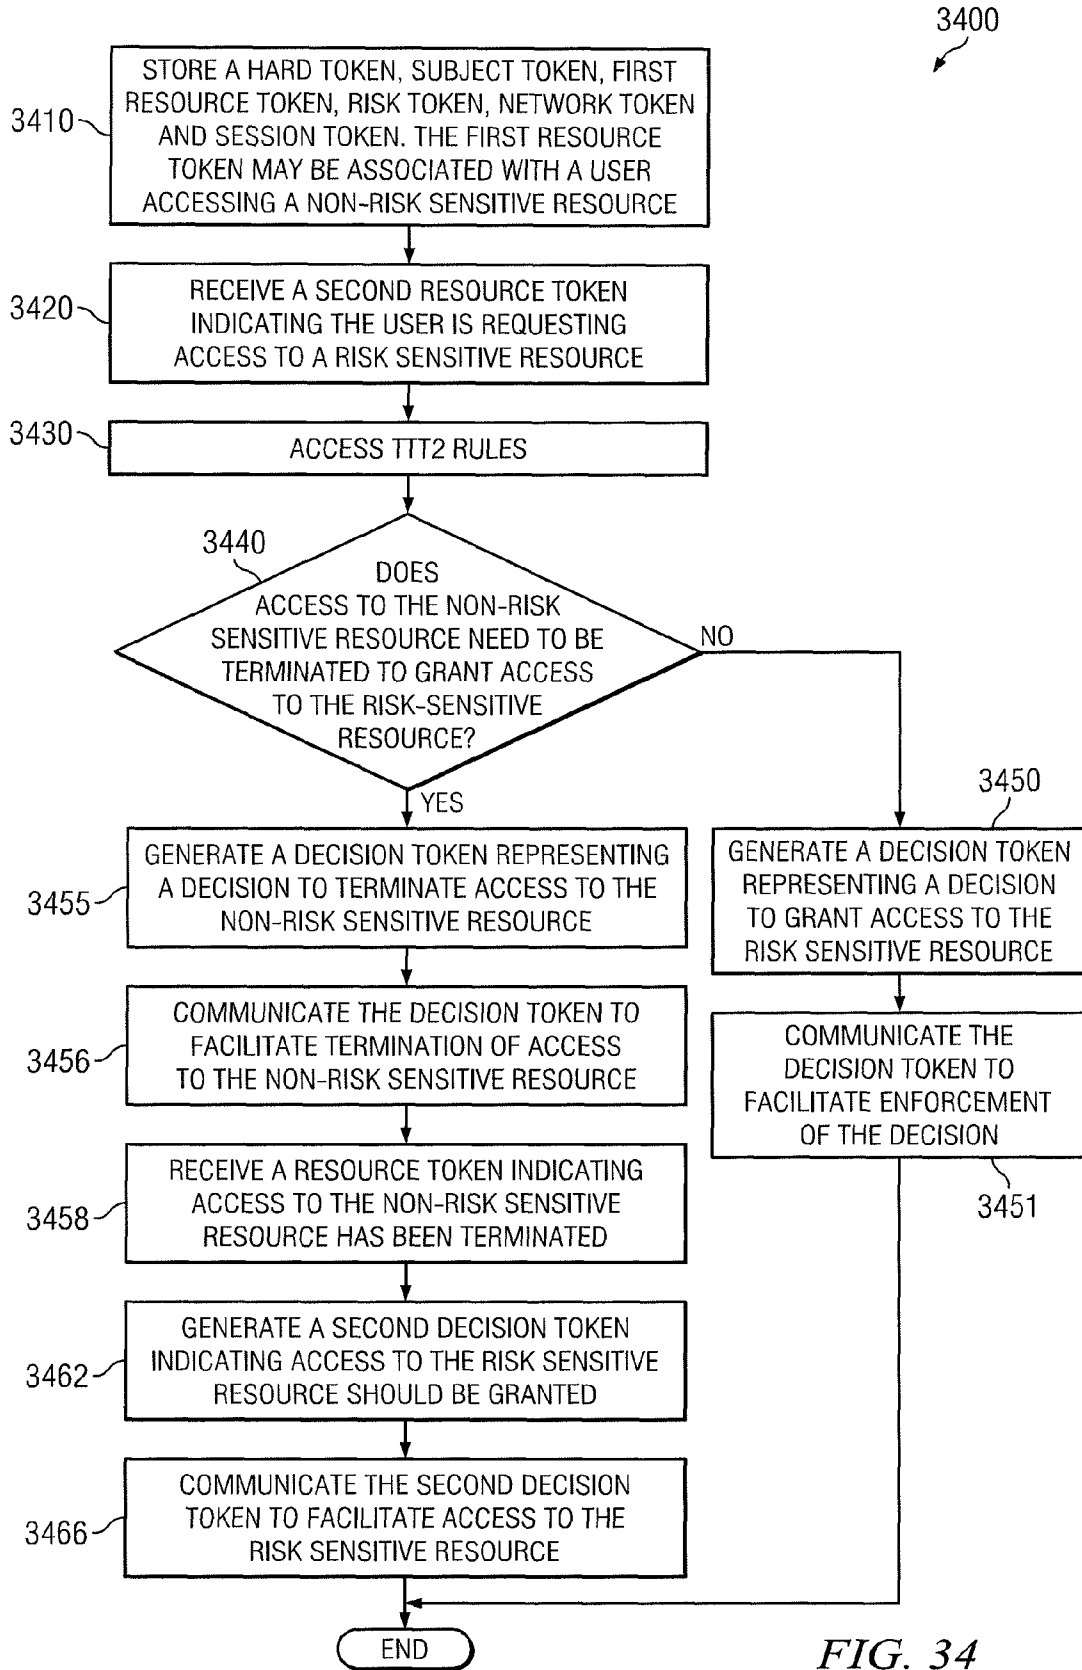 3400
3410
STORE A HARD TOKEN, SUBJECT TOKEN, FIRST
RESOURCE TOKEN, RISK TOKEN, NETWORK TOKEN
AND SESSION TOKEN. THE FIRST RESOURCE
TOKEN MAY BE ASSOCIATED WITH A USER
ACCESSING A NON-RISK SENSITIVE RESOURCE
3420
RECEIVE A SECOND RESOURCE TOKEN
INDICATING THE USER IS REQUESTING
ACCESS TO A RISK SENSITIVE RESOURCE
3430
ACCESS TTT2 RULES
3440
DOES
ACCESS TO THE NON-RISK
SENSITIVE RESOURCE NEED TO BE
TERMINATED TO GRANT ACCESS
TO THE RISK-SENSITIVE
RESOURCE?
NO
YES
3455
GENERATE A DECISION TOKEN REPRESENTING
A DECISION TO TERMINATE ACCESS TO THE
NON-RISK SENSITIVE RESOURCE
3456
COMMUNICATE THE DECISION TOKEN TO
FACILITATE TERMINATION OF ACCESS
TO THE NON-RISK SENSITIVE RESOURCE
3458
RECEIVE A RESOURCE TOKEN INDICATING
ACCESS TO THE NON-RISK SENSITIVE
RESOURCE HAS BEEN TERMINATED
3462
GENERATE A SECOND DECISION TOKEN
INDICATING ACCESS TO THE RISK SENSITIVE
RESOURCE SHOULD BE GRANTED
3466
COMMUNICATE THE SECOND DECISION
TOKEN TO FACILITATE ACCESS TO THE
RISK SENSITIVE RESOURCE
3450
GENERATE A DECISION TOKEN
REPRESENTING A DECISION
TO GRANT ACCESS TO THE
RISK SENSITIVE RESOURCE
COMMUNICATE THE
DECISION TOKEN TO
FACILITATE ENFORCEMENT
OF THE DECISION
3451
END
FIG. 34